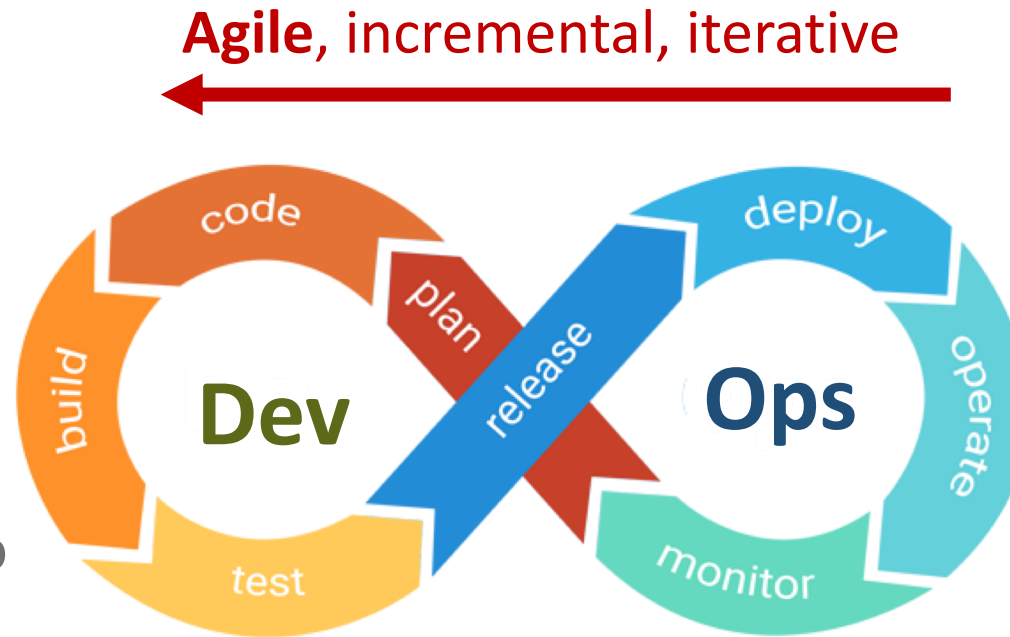 Agile, incremental, iterative
code
deploy
plan
release
build
Dev
Ops
operate
test
monitor